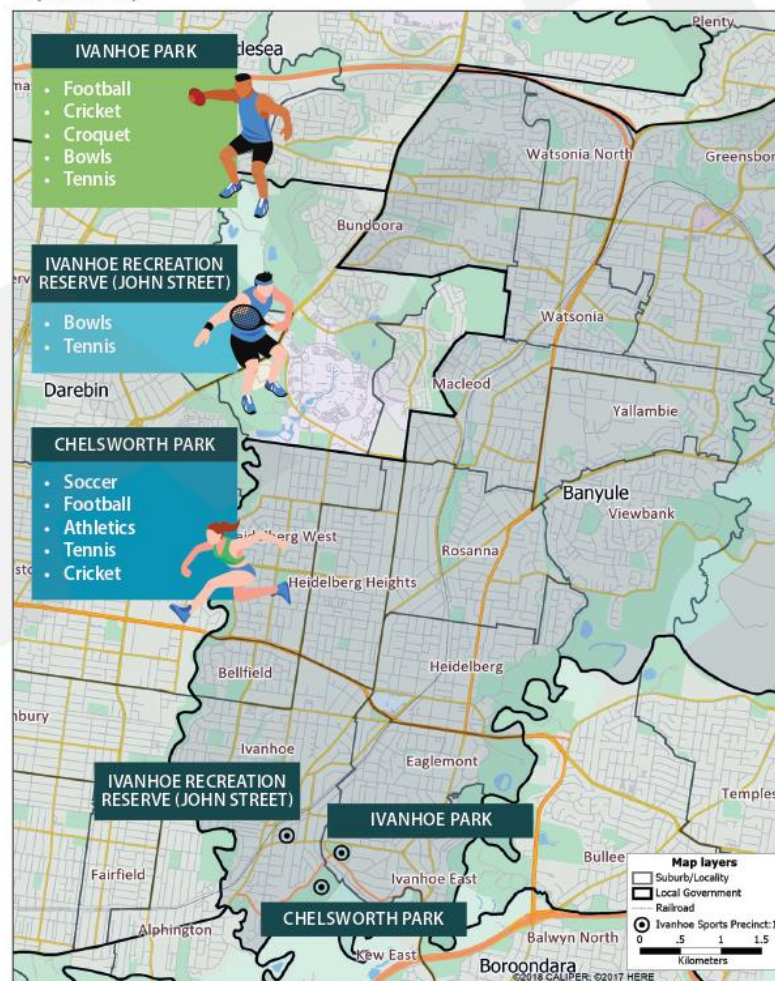 IVANHOE PARK
• Football
• Cricket
• Croquet
• Bowls
• Tennis
IVANHOE RECREATION
RESERVE (JOHN STREET)
• Bowls
• Tennis
CHELSWORTH PARK
• Soccer
• Football
• Athletics
• Tennis
• Cricket
Plenty
Watsonia North
Bundoora
Watsonia
Darebin
Macleod
Yallambie
Banyule
Viewbank
Rosanna
Heidelberg Heights
Heidelberg
Bellfield
Ivanhoe
Eaglemont
IVANHOE RECREATION
RESERVE (JOHN STREET)
IVANHOE PARK
Fairfield
Ivanhoe East
CHELSWORTH PARK
Alphington
Kew East
Balwyn North
Boroondara
Map layers
Suburb/Locality
Local Government
Railroad
Ivanhoe Sports Precinct:1
0 .5 1 1.5
Kilometers
©2018 CALIPER; ©2017 HERE